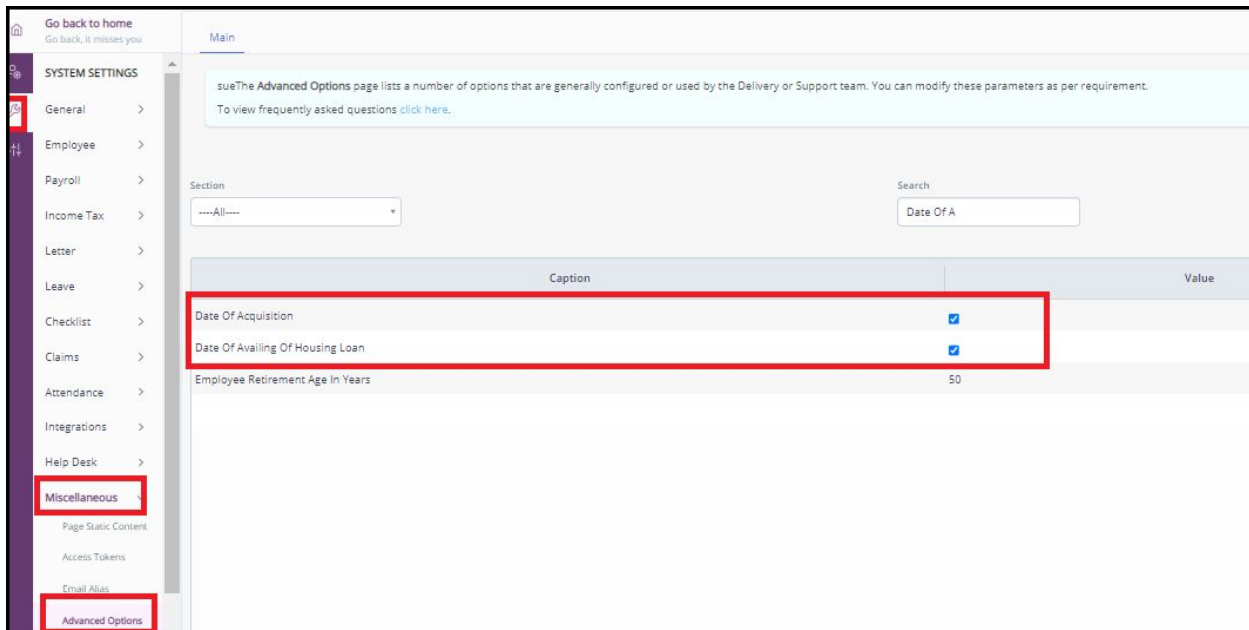 Go back to home
Go back, it misses you
SYSTEM SETTINGS
General
Employee
Payroll
Income Tax
Letter
Leave
Checklist
Claims
Attendance
Integrations
Help Desk
Miscellaneous
Page Static Content
Access Tokens
Email Alias
Advanced Options
Main
sueThe Advanced Options page lists a number of options that are generally configured or used by the Delivery or Support team. You can modify these parameters as per requirement.
To view frequently asked questions click here.
Section
----All----
Search
Date Of A
Caption
Value
Date Of Acquisition
Date Of Availing Of Housing Loan
Employee Retirement Age In Years
50